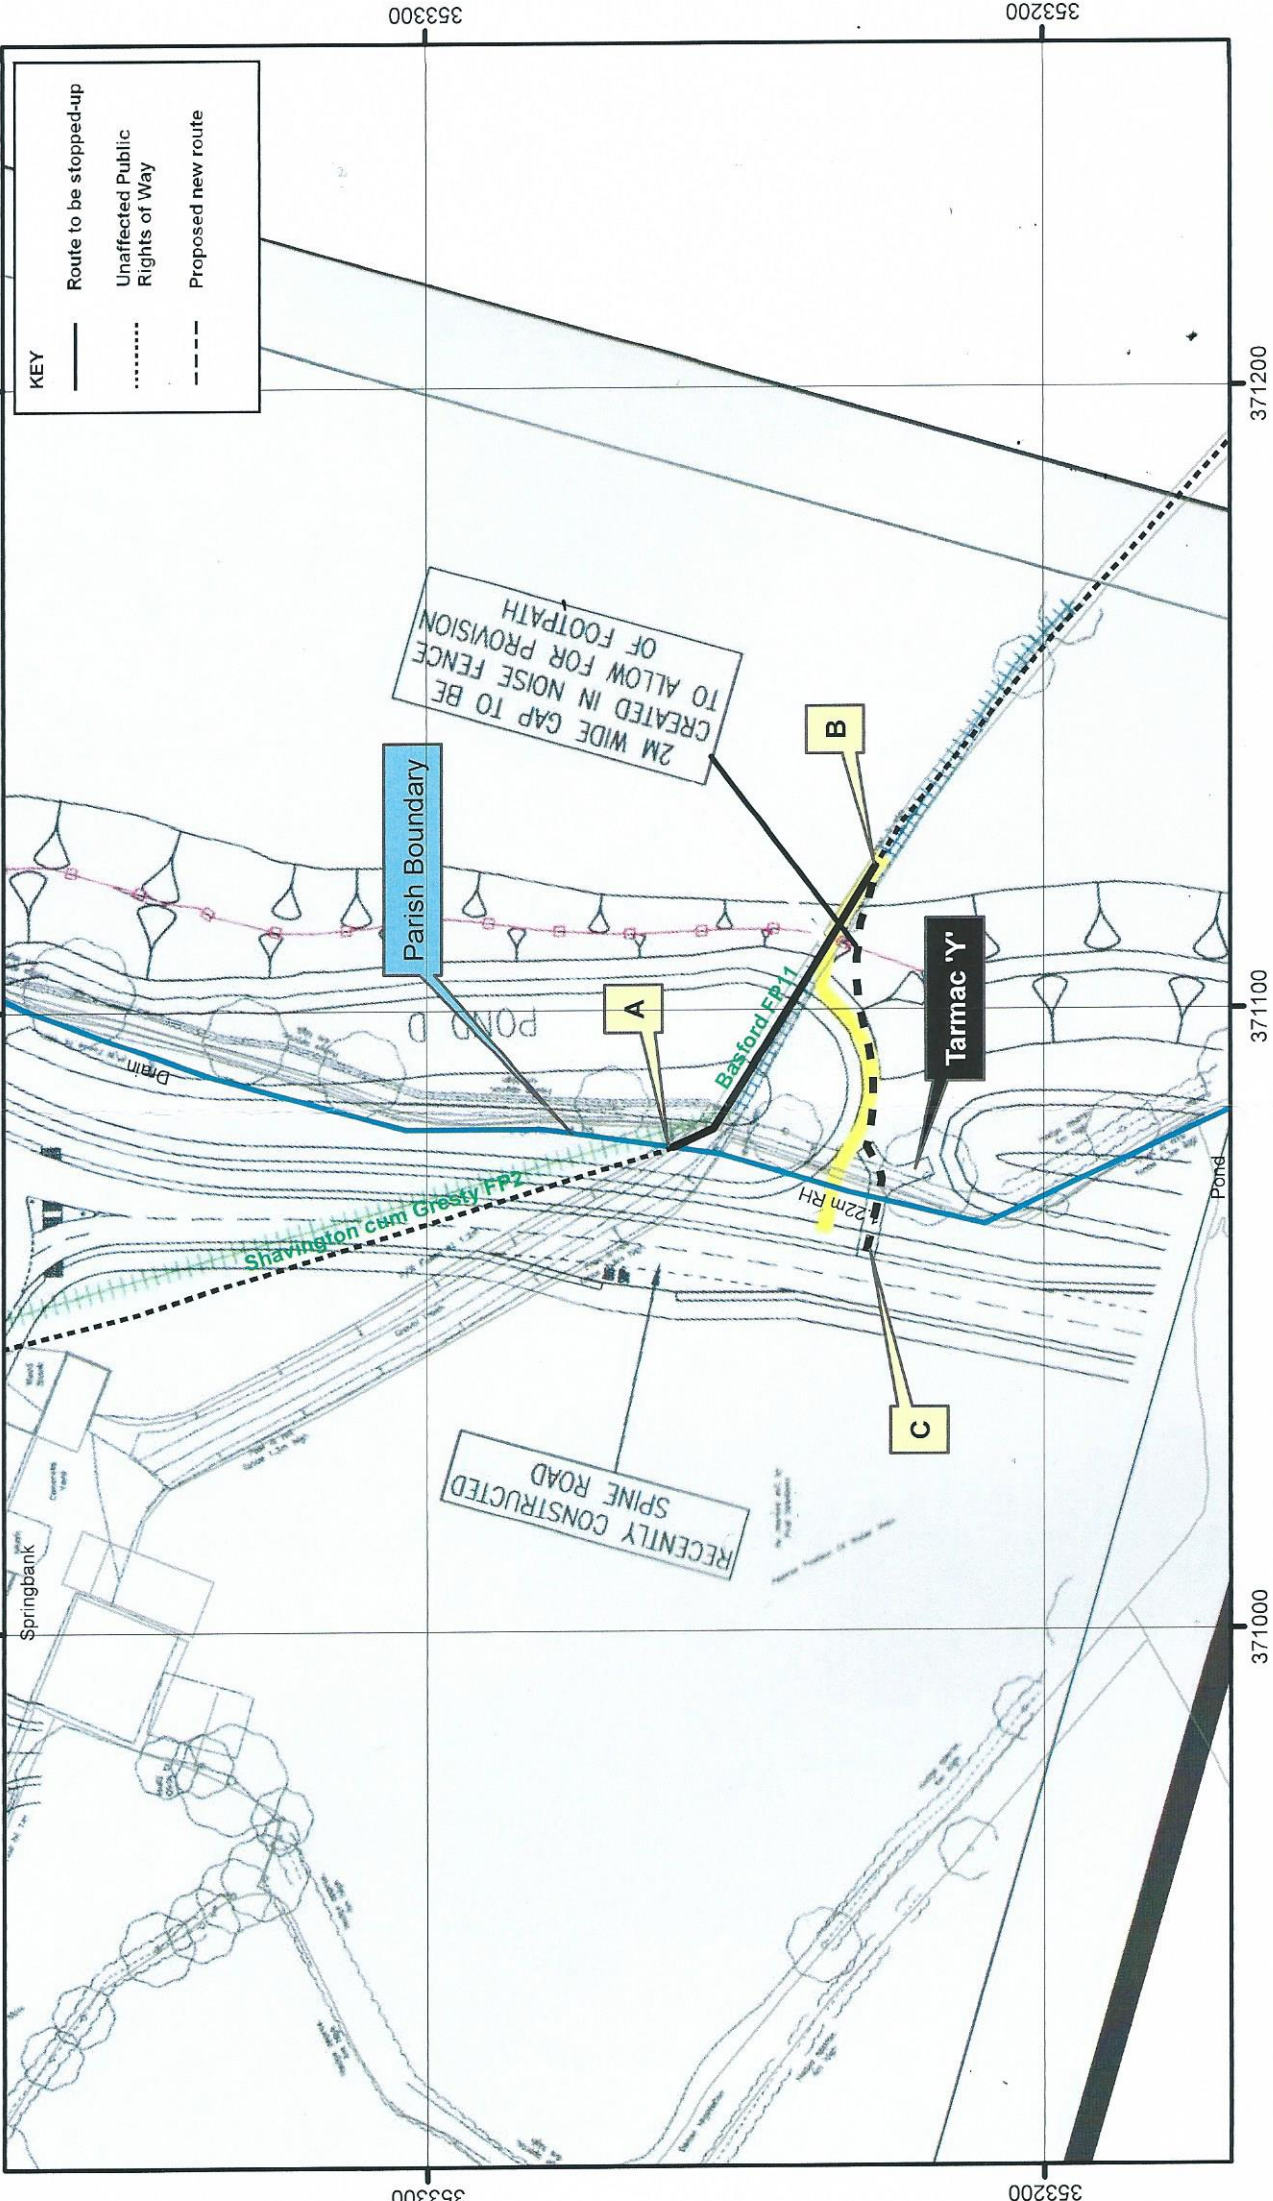 KEY
Route to be stopped-up
Unaffected Public
Rights of Way
Proposed new route
353300
353200
371200
371100
371000
353300
353200
2M WIDE GAP TO BE
CREATED IN NOISE FENCE
TO ALLOW FOR PROVISION
OF FOOTPATH
Parish Boundary
A
B
C
Basford FP11
Shavington cum Gresty FP2
Tarmac 'Y'
POND D
Drain
1.22m RH
Pond
RECENTLY CONSTRUCTED
SPINE ROAD
Springbank